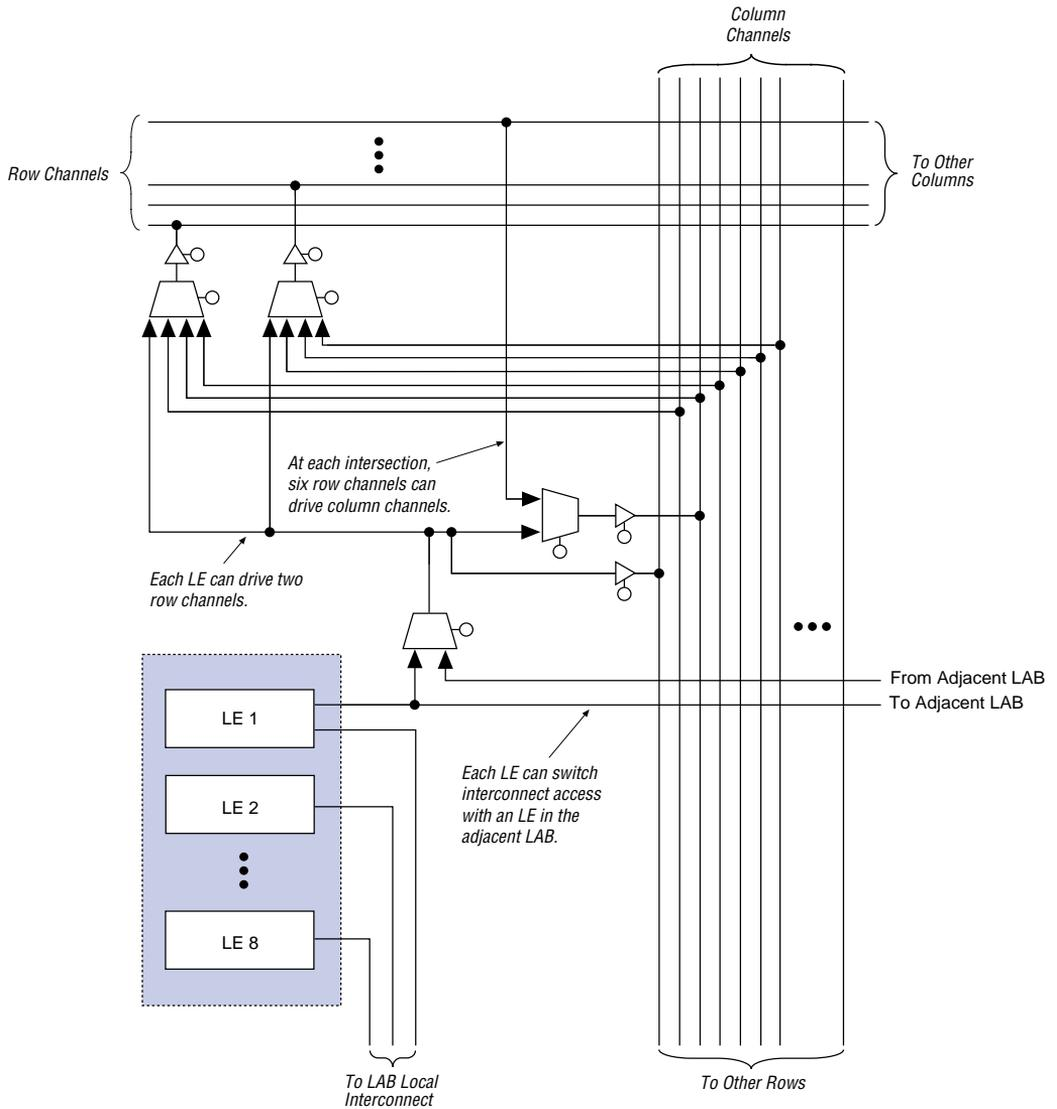 Column
Channels
Row Channels
To Other
Columns
At each intersection,
six row channels can
drive column channels.
Each LE can drive two
row channels.
From Adjacent LAB
To Adjacent LAB
LE 1
Each LE can switch
interconnect access
with an LE in the
adjacent LAB.
LE 2
LE 8
To LAB Local
Interconnect
To Other Rows